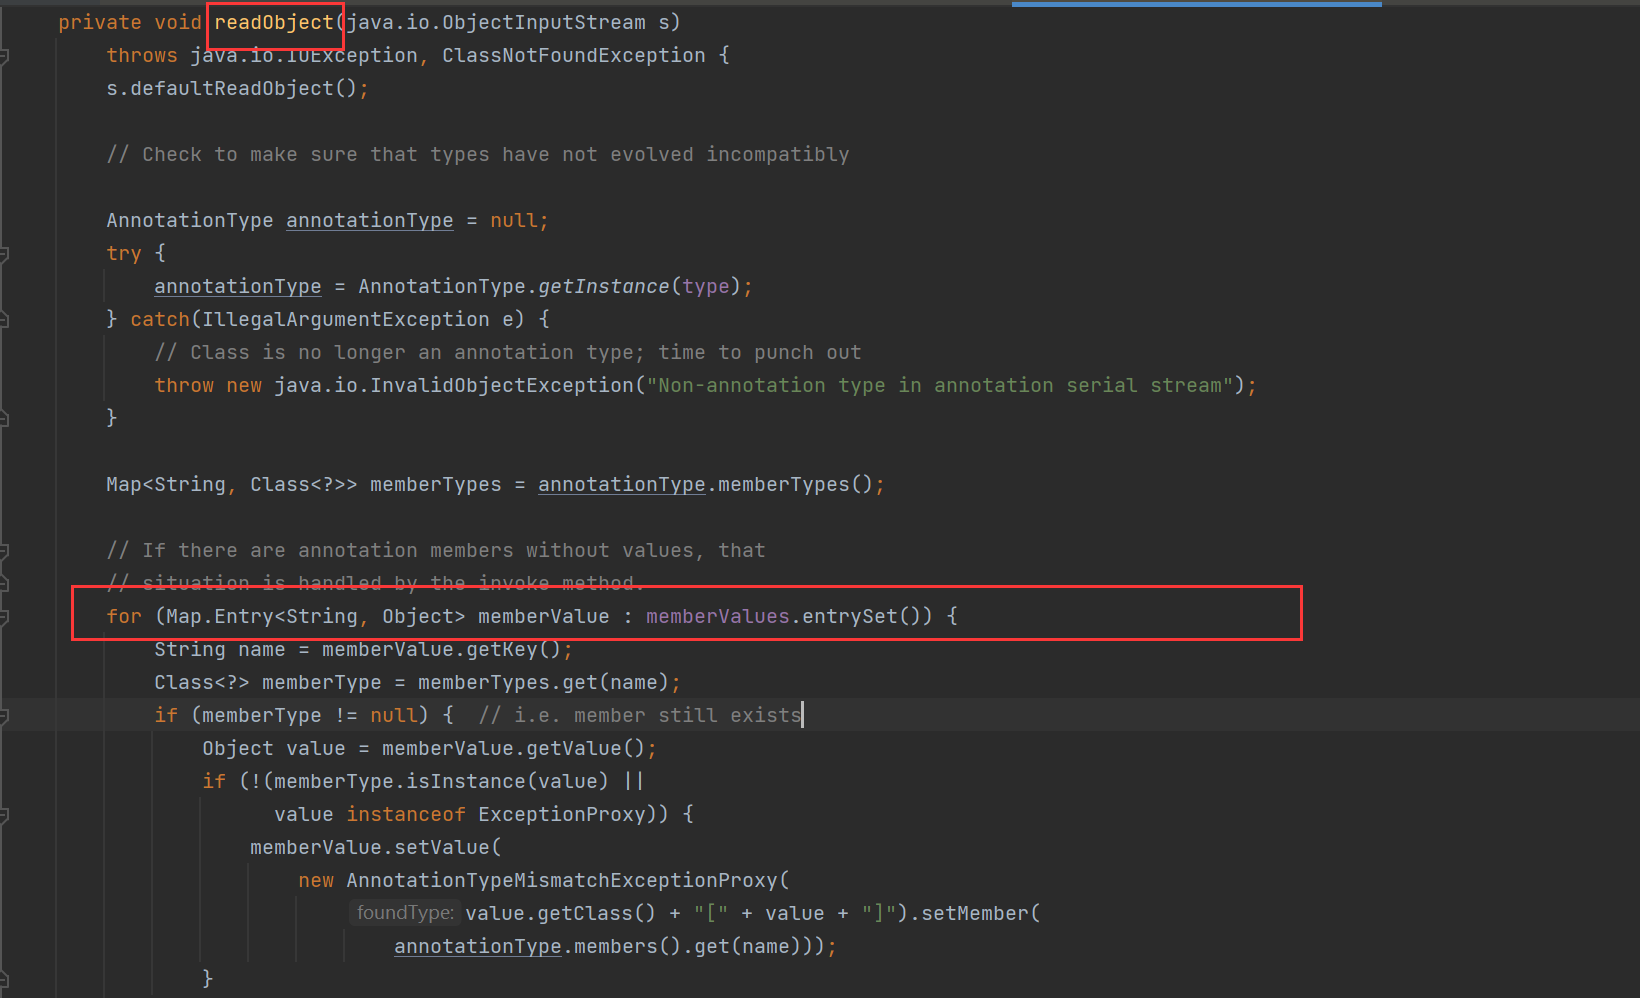 private void readObject(java.io.ObjectInputStream s)
throws java.io.IOException, ClassNotFoundException {
s.defaultReadObject();
// Check to make sure that types have not evolved incompatibly
AnnotationType annotationType = null;
try {
annotationType = AnnotationType.getInstance(type);
} catch(IllegalArgumentException e) {
// Class is no longer an annotation type; time to punch out
throw new java.io.InvalidObjectException("Non-annotation type in annotation serial stream");
}
Map<String, Class<?>> memberTypes = annotationType.memberTypes();
// If there are annotation members without values, that
// situation is handled by the invoke method.
for (Map.Entry<String, Object> memberValue : memberValues.entrySet()) {
String name = memberValue.getKey();
Class<?> memberType = memberTypes.get(name);
if (memberType != null) {  // i.e. member still exists
Object value = memberValue.getValue();
if (!(memberType.isInstance(value) ||
value instanceof ExceptionProxy)) {
memberValue.setValue(
new AnnotationTypeMismatchExceptionProxy(
foundType: value.getClass() + "[" + value + "]").setMember(
annotationType.members().get(name)));
}